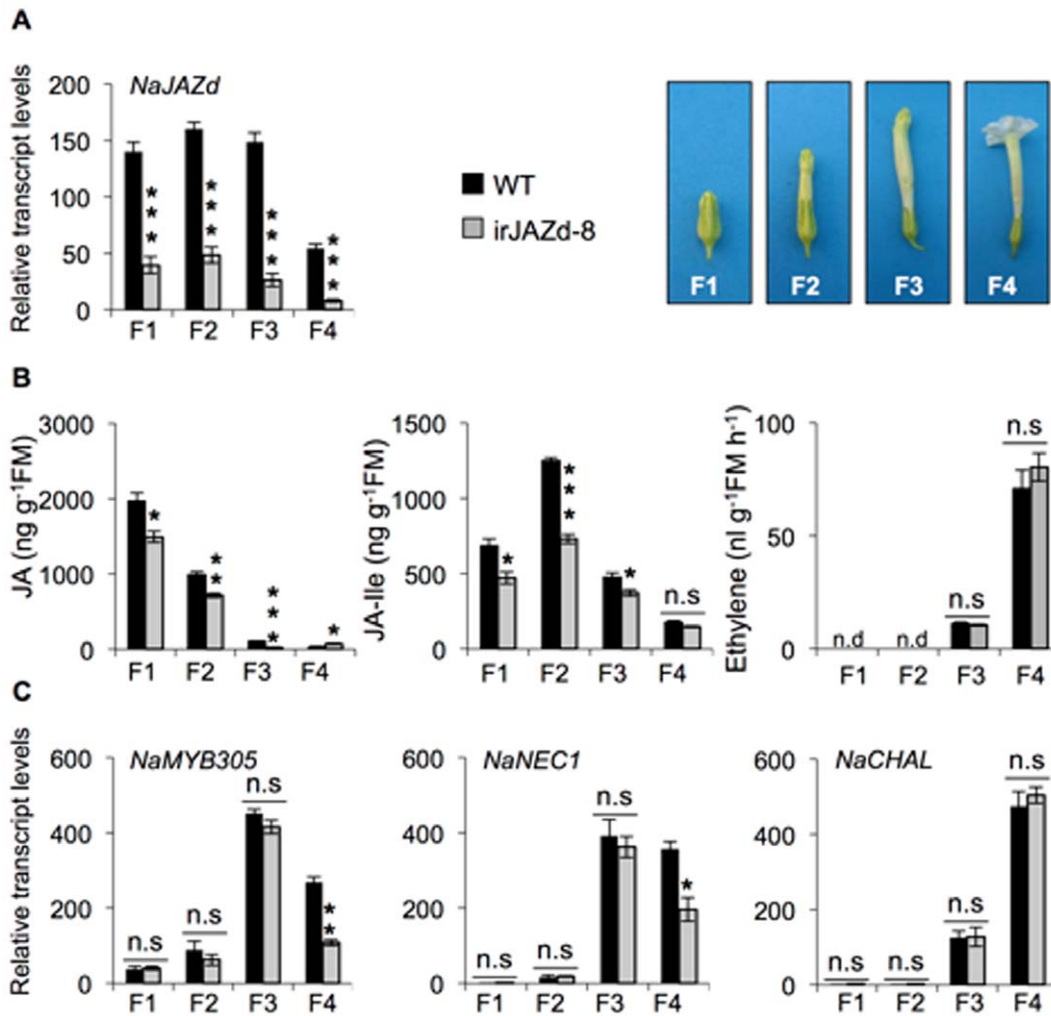 A
Relative transcript levels
NaJAZd
200
150
100
50
0
*** *** *** ***
F1 F2 F3 F4
WT
irJAZd-8
F1 F2 F3 F4
B
JA (ng g⁻¹FM)
3000
2000
1000
0
* ** *** *
F1 F2 F3 F4
JA-Ile (ng g⁻¹FM)
1500
1000
500
0
* *** * n.s
F1 F2 F3 F4
Ethylene (nl g⁻¹FM h⁻¹)
100
50
0
n.d n.d n.s n.s
F1 F2 F3 F4
C
Relative transcript levels
NaMYB305
600
400
200
0
n.s n.s n.s **
F1 F2 F3 F4
NaNEC1
600
400
200
0
n.s n.s n.s *
F1 F2 F3 F4
NaCHAL
600
400
200
0
n.s n.s n.s n.s
F1 F2 F3 F4